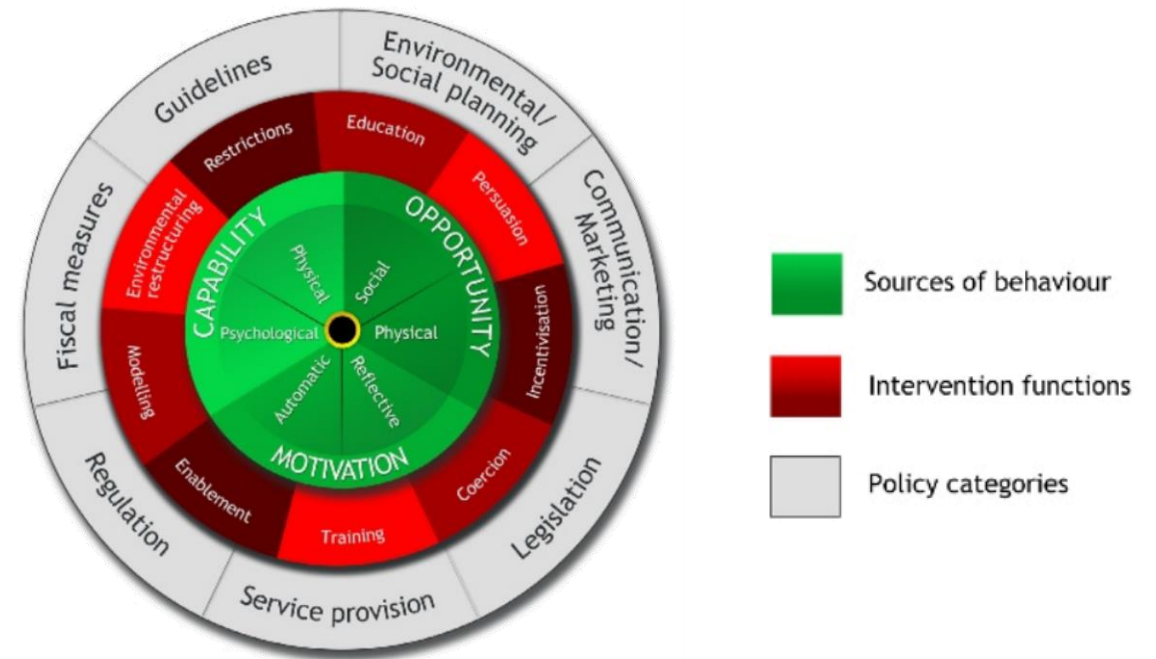 Guidelines
Environmental/
Social planning
Communication/
Marketing
Legislation
Service provision
Regulation
Fiscal measures
Restrictions
Education
Persuasion
Incentivisation
Coercion
Training
Enablement
Modelling
Environmental
restructuring
CAPABILITY
OPPORTUNITY
MOTIVATION
Physical
Social
Psychological
Physical
Automatic
Reflective
Sources of behaviour
Intervention functions
Policy categories